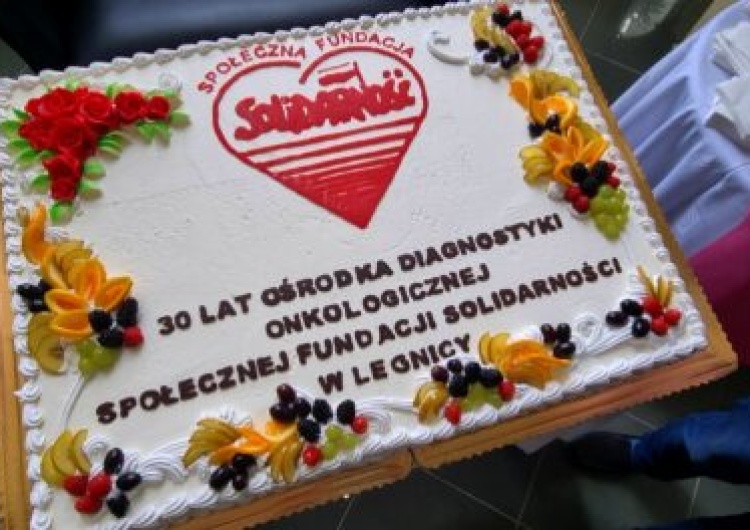 SPOŁECZNA FUNDACJA
SOLIDARNOŚĆ
30 LAT OŚRODKA DIAGNOSTYKI
ONKOLOGICZNEJ
SPOŁECZNEJ FUNDACJI SOLIDARNOŚCI
W LEGNICY